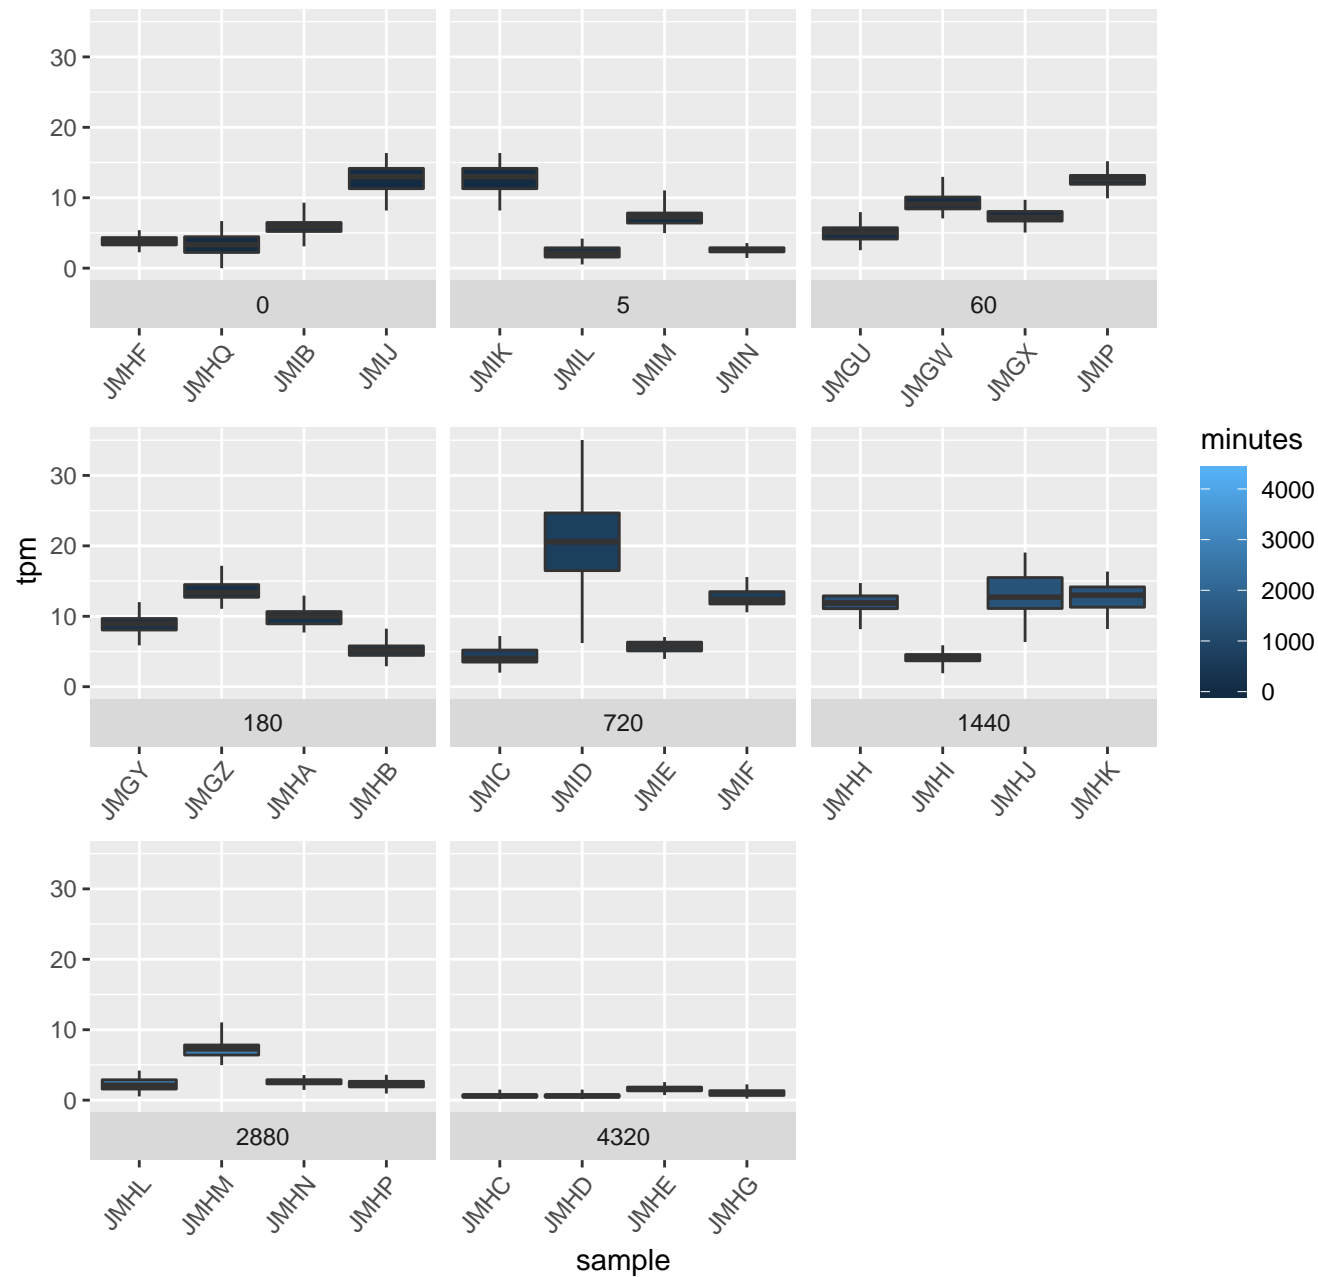 30
20
10
0
0
5
60
JMHF
JMHQ
JMIB
JMIJ
JMIK
JMIL
JMIM
JMIN
JMGU
JMGW
JMGX
JMIP
tpm
30
20
10
0
180
720
1440
JMGY
JMGZ
JMHA
JMHB
JMIC
JMID
JMIE
JMIF
JMHH
JMHI
JMHJ
JMHK
minutes
4000
3000
2000
1000
0
30
20
10
0
2880
4320
JMHL
JMHM
JMHN
JMHP
JMHC
JMHD
JMHE
JMHG
sample